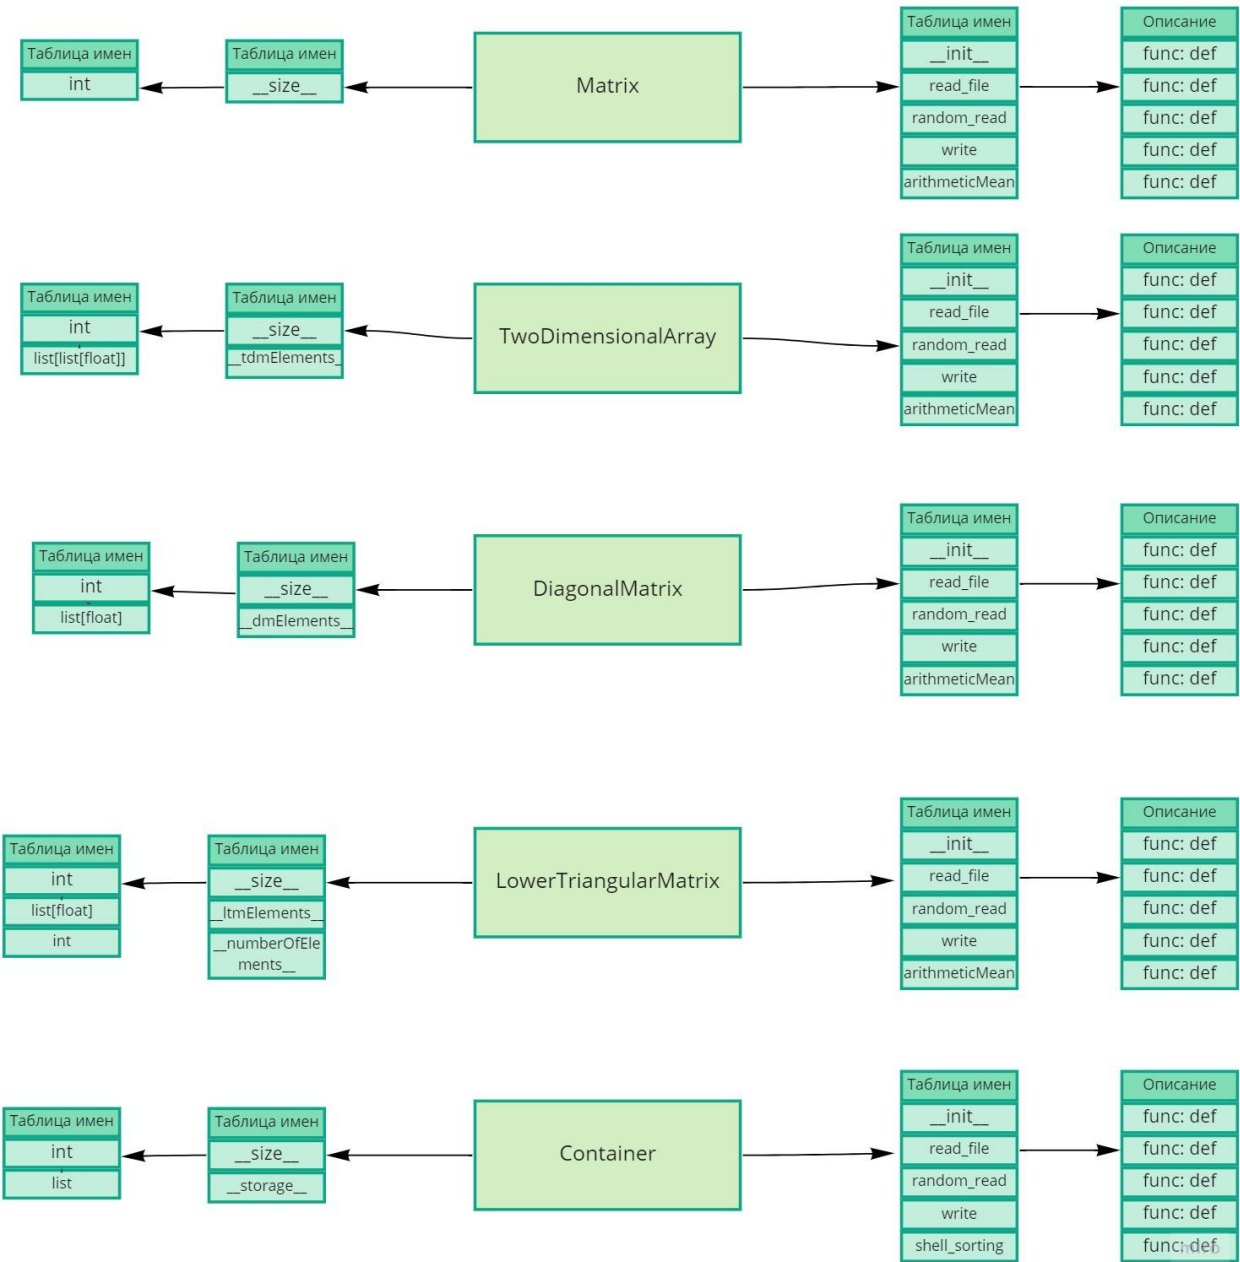 Таблица имен
int
Таблица имен
__size__
Matrix
Таблица имен
__init__
read_file
random_read
write
arithmeticMean
Описание
func: def
func: def
func: def
func: def
func: def
Таблица имен
int
list[list[float]]
Таблица имен
__size__
__tdmElements_
TwoDimensionalArray
Таблица имен
__init__
read_file
random_read
write
arithmeticMean
Описание
func: def
func: def
func: def
func: def
func: def
Таблица имен
int
list[float]
Таблица имен
__size__
__dmElements__
DiagonalMatrix
Таблица имен
__init__
read_file
random_read
write
arithmeticMean
Описание
func: def
func: def
func: def
func: def
func: def
Таблица имен
int
list[float]
int
Таблица имен
__size__
__ltmElements__
__numberOfEle
ments__
LowerTriangularMatrix
Таблица имен
__init__
read_file
random_read
write
arithmeticMean
Описание
func: def
func: def
func: def
func: def
func: def
Таблица имен
int
list
Таблица имен
__size__
__storage__
Container
Таблица имен
__init__
read_file
random_read
write
shell_sorting
Описание
func: def
func: def
func: def
func: def
func: def
miro